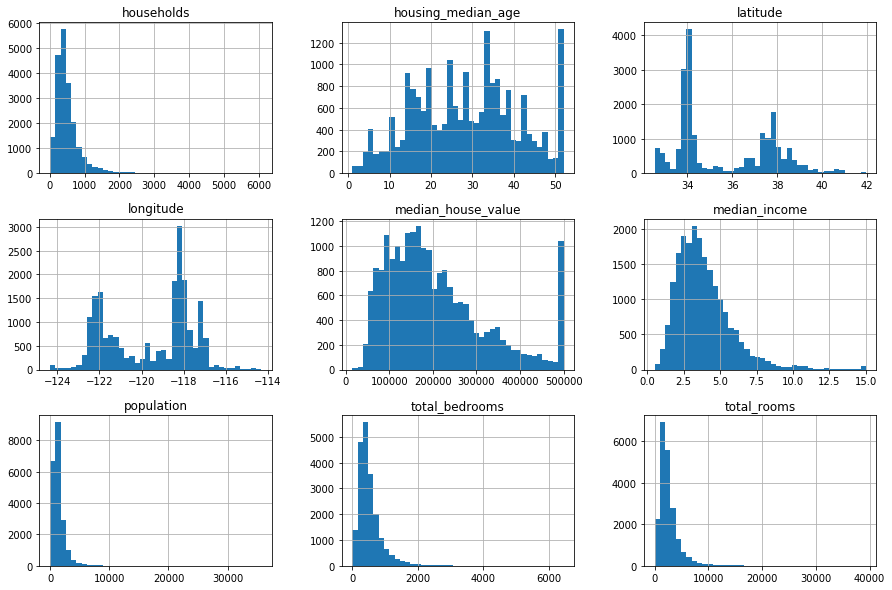 households
6000
5000
4000
3000
2000
1000
0
0 1000 2000 3000 4000 5000 6000
housing_median_age
1200
1000
800
600
400
200
0
0 10 20 30 40 50
latitude
4000
3000
2000
1000
0
34 36 38 40 42
longitude
3000
2500
2000
1500
1000
500
0
−124 −122 −120 −118 −116 −114
median_house_value
1200
1000
800
600
400
200
0
0 100000 200000 300000 400000 500000
median_income
2000
1500
1000
500
0
0.0 2.5 5.0 7.5 10.0 12.5 15.0
population
8000
6000
4000
2000
0
0 10000 20000 30000
total_bedrooms
5000
4000
3000
2000
1000
0
0 2000 4000 6000
total_rooms
6000
4000
2000
0
0 10000 20000 30000 40000